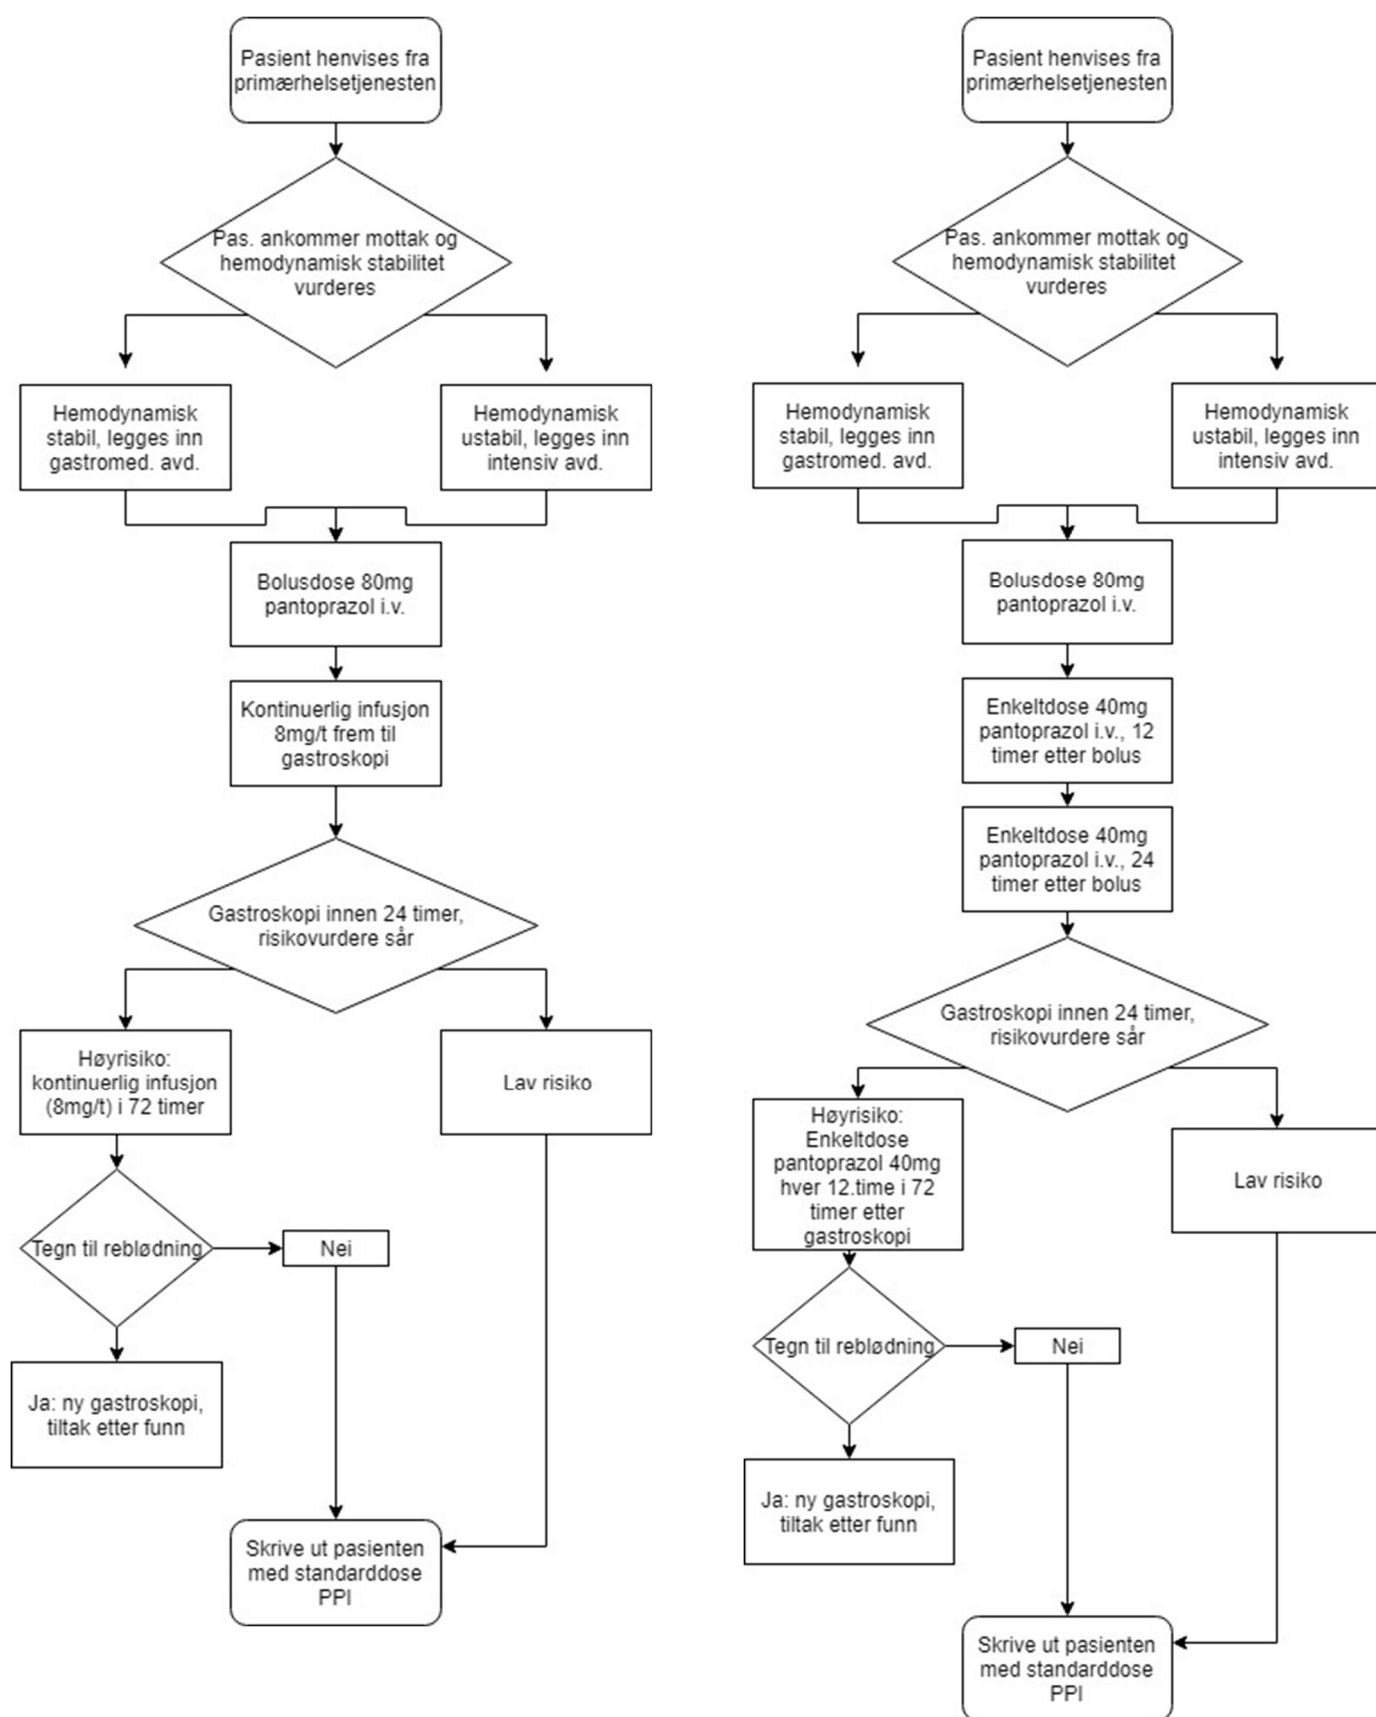 Pasient henvises fra
primærhelsetjenesten
Pas. ankommer mottak og
hemodynamisk stabilitet
vurderes
Hemodynamisk
stabil, legges inn
gastromed. avd.
Hemodynamisk
ustabil, legges inn
intensiv avd.
Bolusdose 80mg
pantoprazol i.v.
Kontinuerlig infusjon
8mg/t frem til
gastroskopi
Gastroskopi innen 24 timer,
risikovurdere sår
Høyrisiko:
kontinuerlig infusjon
(8mg/t) i 72 timer
Lav risiko
Tegn til reblødning
Nei
Ja: ny gastroskopi,
tiltak etter funn
Skrive ut pasienten
med standarddose
PPI
Pasient henvises fra
primærhelsetjenesten
Pas. ankommer mottak og
hemodynamisk stabilitet
vurderes
Hemodynamisk
stabil, legges inn
gastromed. avd.
Hemodynamisk
ustabil, legges inn
intensiv avd.
Bolusdose 80mg
pantoprazol i.v.
Enkeltdose 40mg
pantoprazol i.v., 12
timer etter bolus
Enkeltdose 40mg
pantoprazol i.v., 24
timer etter bolus
Gastroskopi innen 24 timer,
risikovurdere sår
Høyrisiko:
Enkeltdose
pantoprazol 40mg
hver 12.time i 72
timer etter
gastroskopi
Lav risiko
Tegn til reblødning
Nei
Ja: ny gastroskopi,
tiltak etter funn
Skrive ut pasienten
med standarddose
PPI